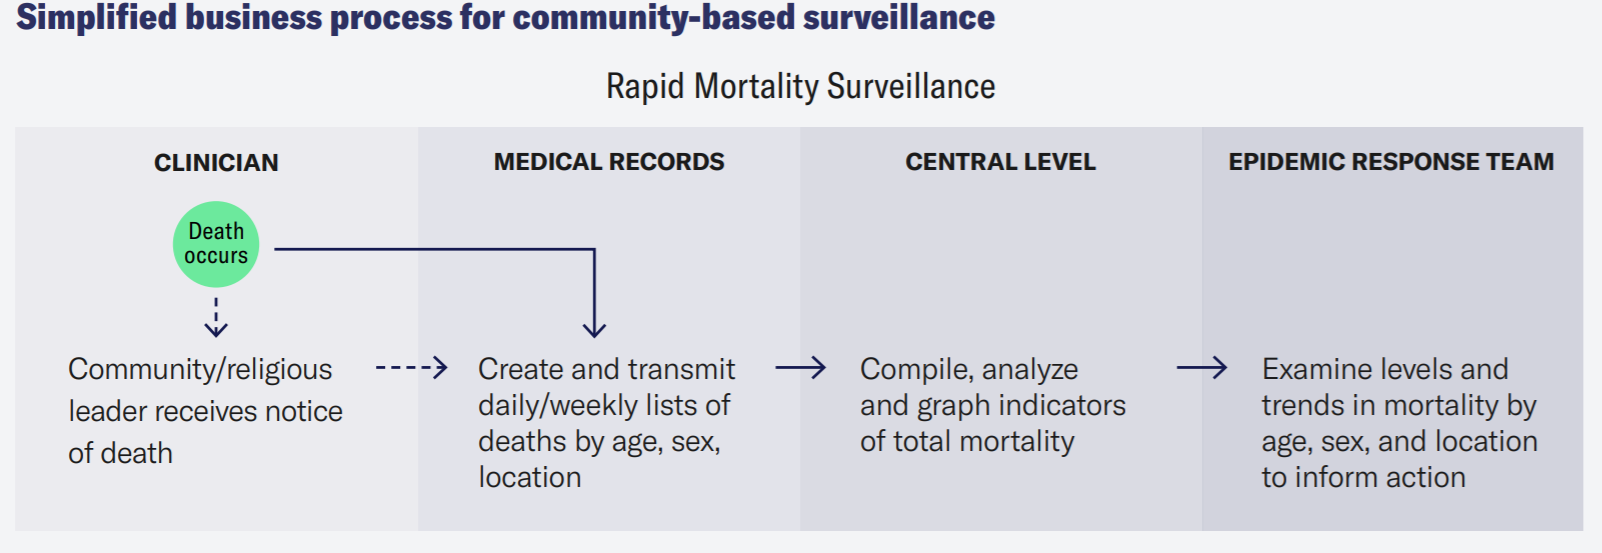 Simplified business process for community-based surveillance
Rapid Mortality Surveillance
CLINICIAN
Death
occurs
Community/religious
leader receives notice
of death
MEDICAL RECORDS
Create and transmit
daily/weekly lists of
deaths by age, sex,
location
CENTRAL LEVEL
Compile, analyze
and graph indicators
of total mortality
EPIDEMIC RESPONSE TEAM
Examine levels and
trends in mortality by
age, sex, and location
to inform action